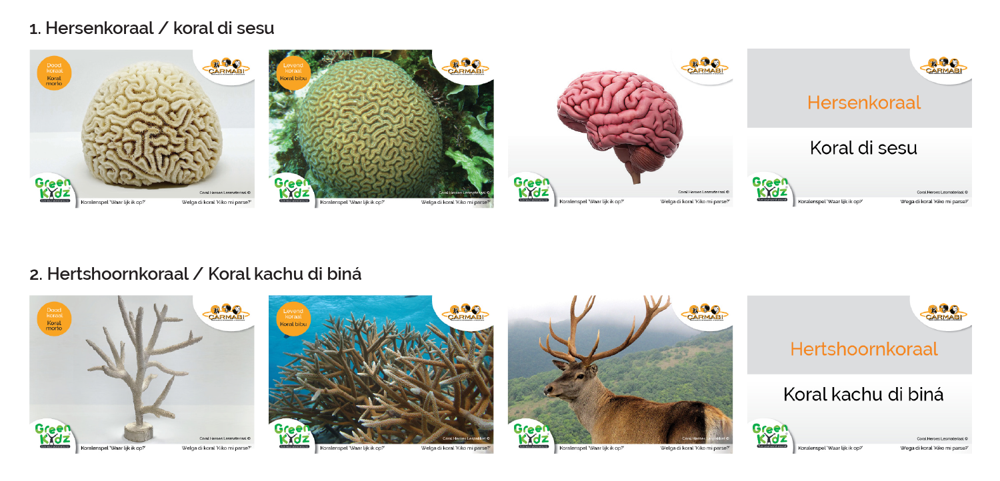 1. Hersenkoraal / koral di sesu
Dood
koraal
Koral
morto
CARMABI
Green
Kidz
Coral Heroes Lesmateriaal ©
Koralenspel 'Waar lijk ik op?'
Welga di koral 'Kiko mi parse?'
Levend
koraal
Koral bibu
CARMABI
Green
Kidz
Coral Heroes Lesmateriaal ©
Koralenspel 'Waar lijk ik op?'
Welga di koral 'Kiko mi parse?'
CARMABI
Green
Kidz
Coral Heroes Lesmateriaal ©
Koralenspel 'Waar lijk ik op?'
Welga di koral 'Kiko mi parse?'
CARMABI
Hersenkoraal
Koral di sesu
Green
Kidz
Coral Heroes Lesmateriaal ©
Koralenspel 'Waar lijk ik op?'
Wega di koral 'Kiko mi parse?'
2. Hertshoornkoraal / Koral kachu di biná
Dood
koraal
Koral
morto
CARMABI
Green
Kidz
Coral Heroes Lesmateriaal ©
Koralenspel 'Waar lijk ik op?'
Welga di koral 'Kiko mi parse?'
Levend
koraal
Koral bibu
CARMABI
Green
Kidz
Coral Heroes Lespakket ©
Koralenspel 'Waar lijk ik op?'
Welga di koral 'Kiko mi parse?'
CARMABI
Green
Kidz
Coral Heroes Lespakket ©
Koralenspel 'Waar lijk ik op?'
Welga di koral 'Kiko mi parse?'
CARMABI
Hertshoornkoraal
Koral kachu di biná
Green
Kidz
Coral Heroes Lesmateriaal ©
Koralenspel 'Waar lijk ik op?'
Wega di koral 'Kiko mi parse?'